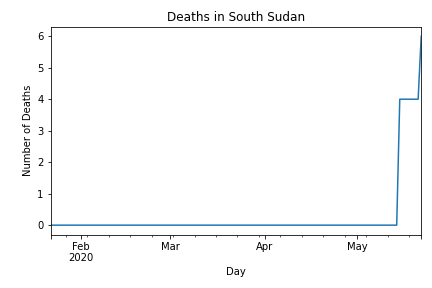 Deaths in South Sudan
6
5
4
3
2
1
0
Number of Deaths
Feb
2020
Mar
Apr
May
Day